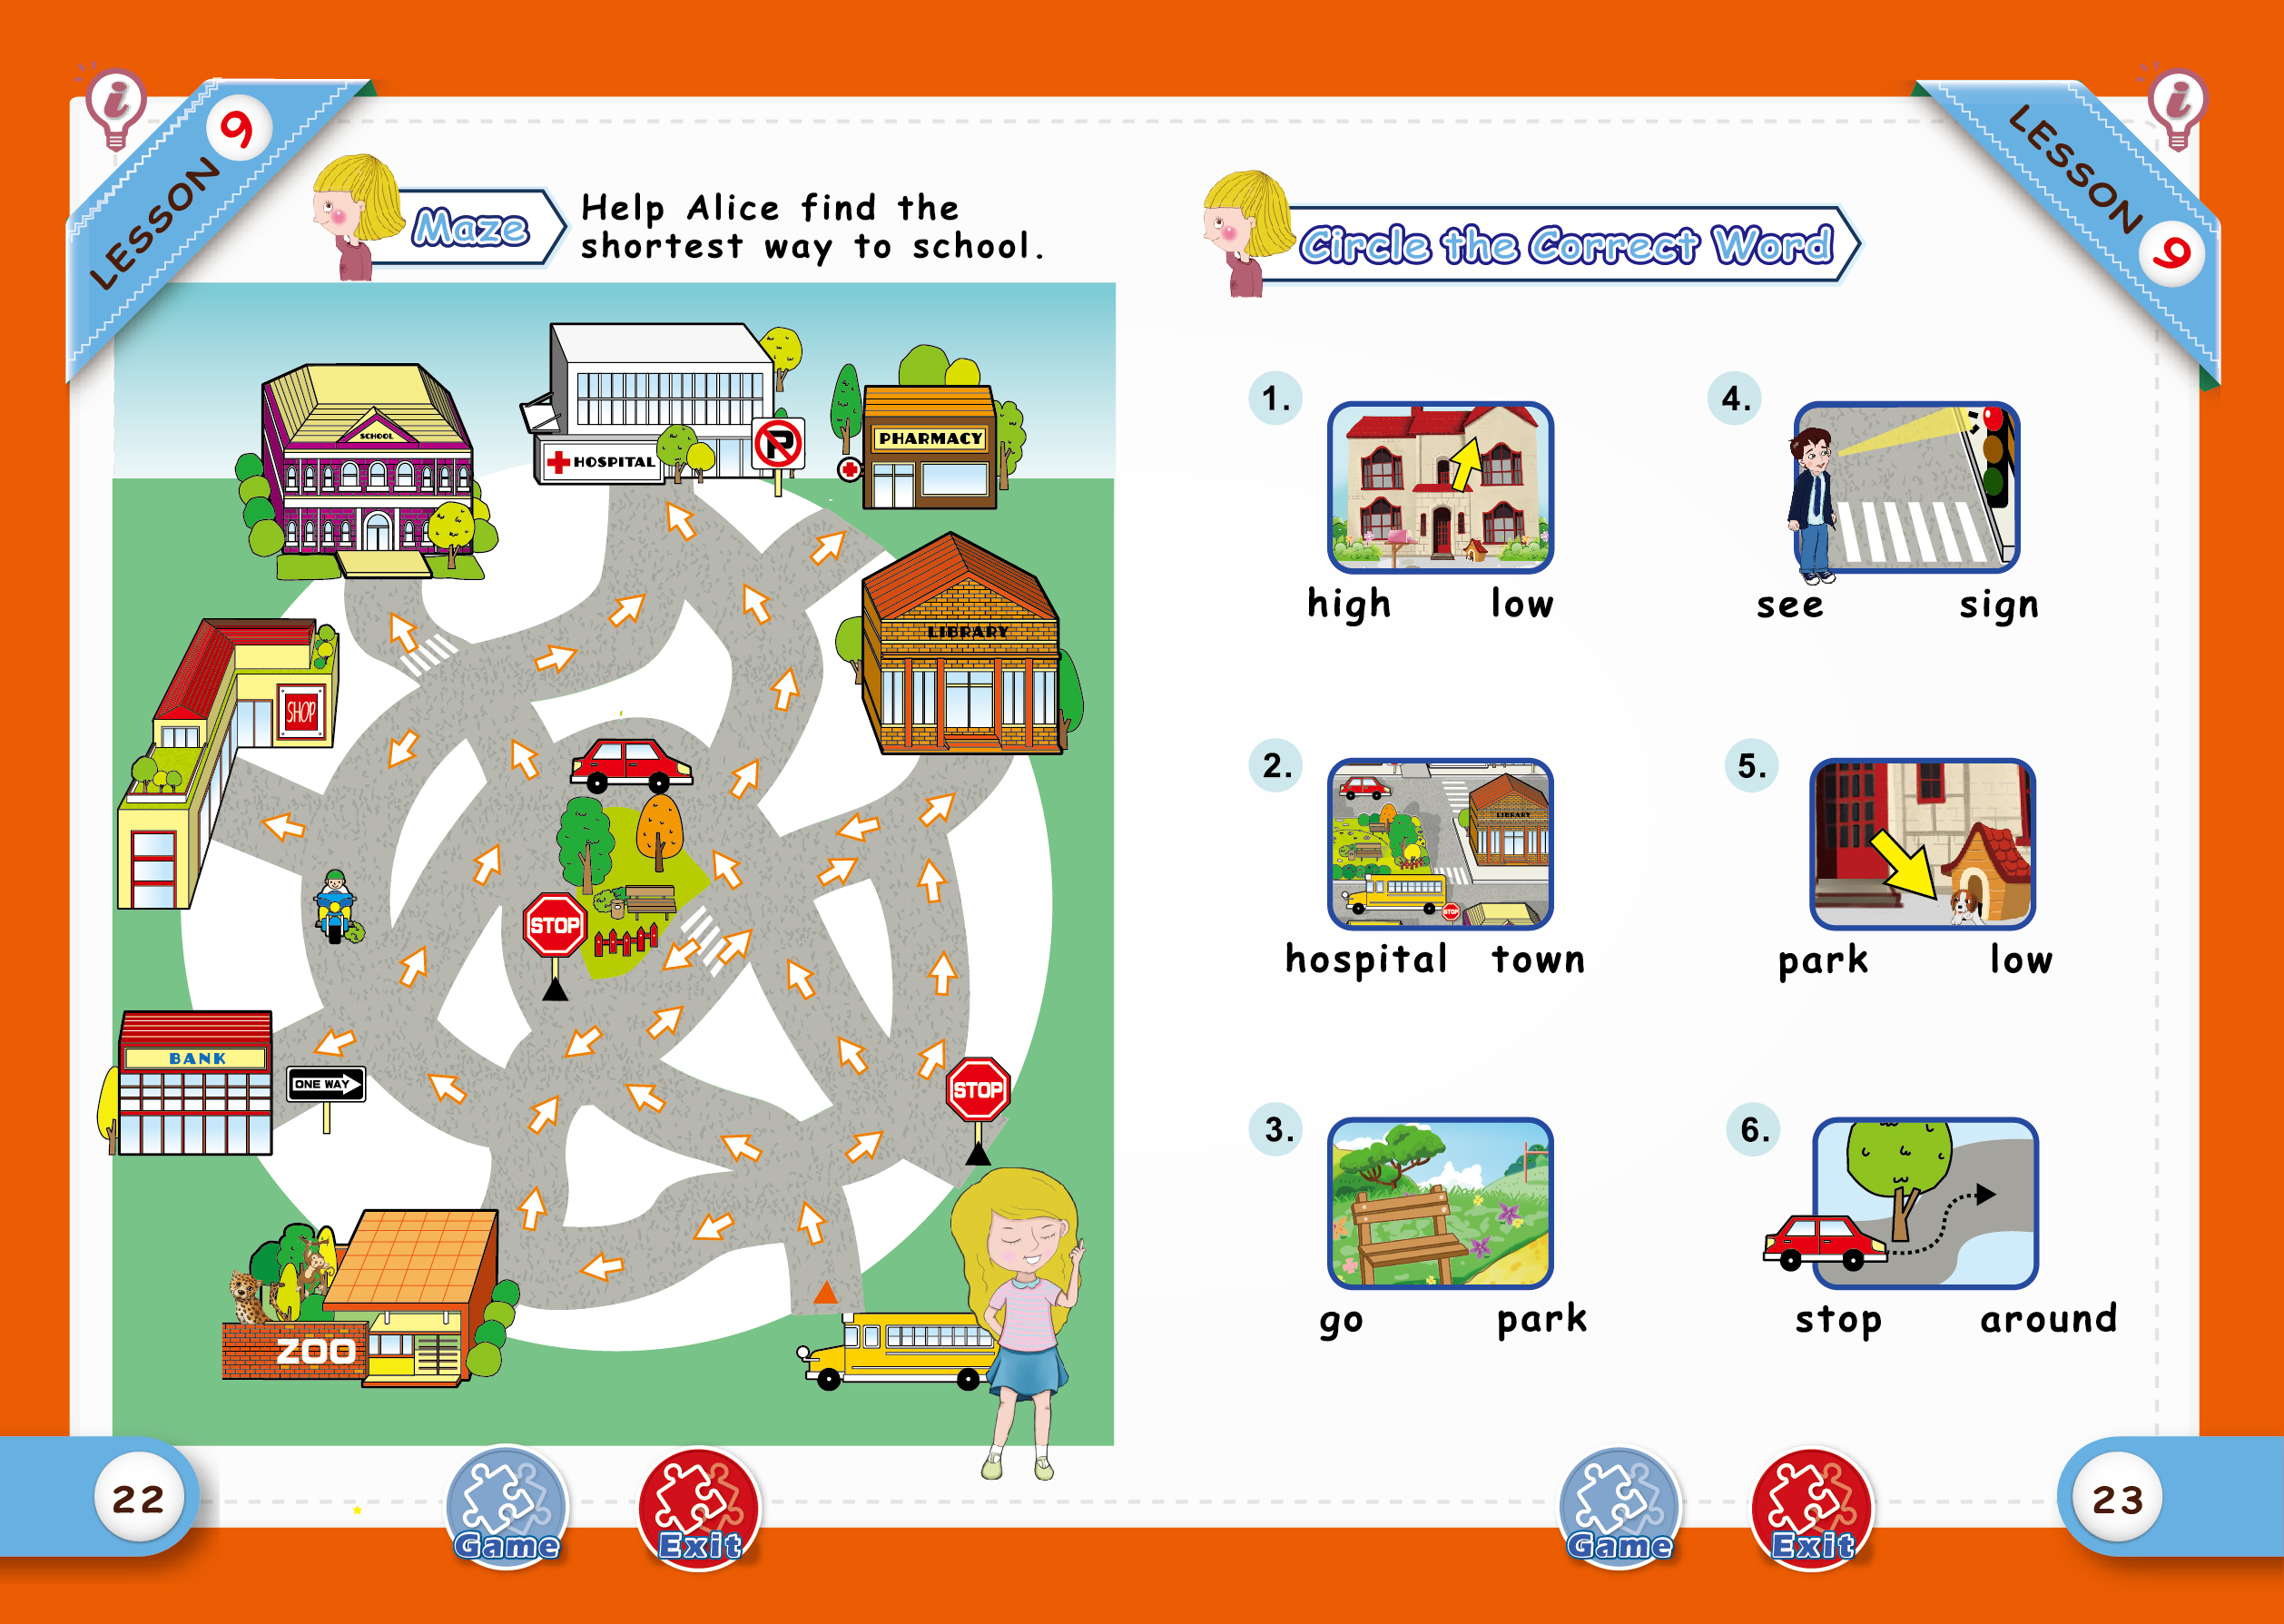 LESSON 9
Maze
Help Alice find the
shortest way to school.
SCHOOL
HOSPITAL
P
PHARMACY
LIBRARY
SHOP
STOP
BANK
ONE WAY
STOP
ZOO
22
Game
Exit
LESSON 9
Circle the Correct Word
1.
high low
2.
LIBRARY
STOP
hospital town
3.
go park
4.
see sign
5.
park low
6.
stop around
Game
Exit
23
i
i